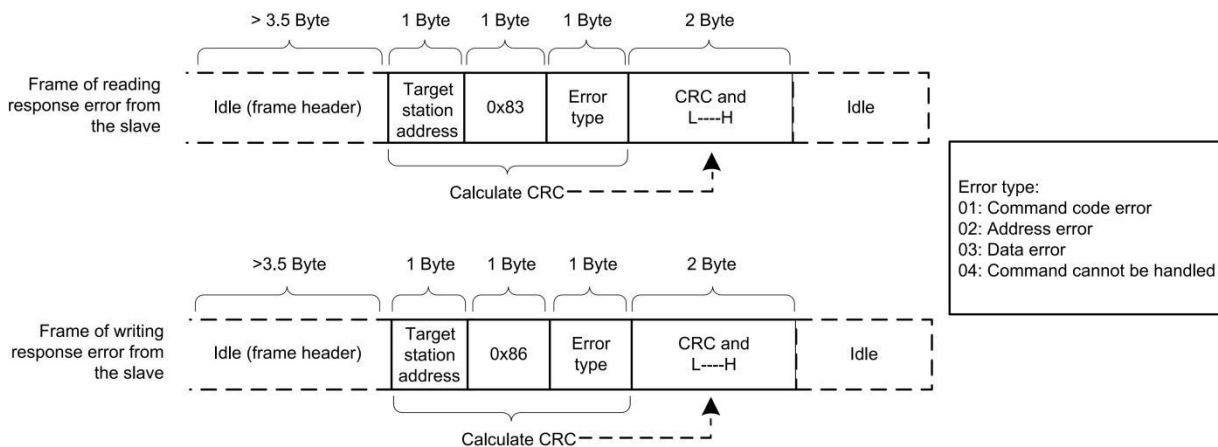 > 3.5 Byte
1 Byte
1 Byte
1 Byte
2 Byte
Frame of reading
response error from
the slave
Idle (frame header)
Target
station
address
0x83
Error
type
CRC and
L----H
Idle
Calculate CRC
Error type:
01: Command code error
02: Address error
03: Data error
04: Command cannot be handled
>3.5 Byte
1 Byte
1 Byte
1 Byte
2 Byte
Frame of writing
response error from
the slave
Idle (frame header)
Target
station
address
0x86
Error
type
CRC and
L----H
Idle
Calculate CRC